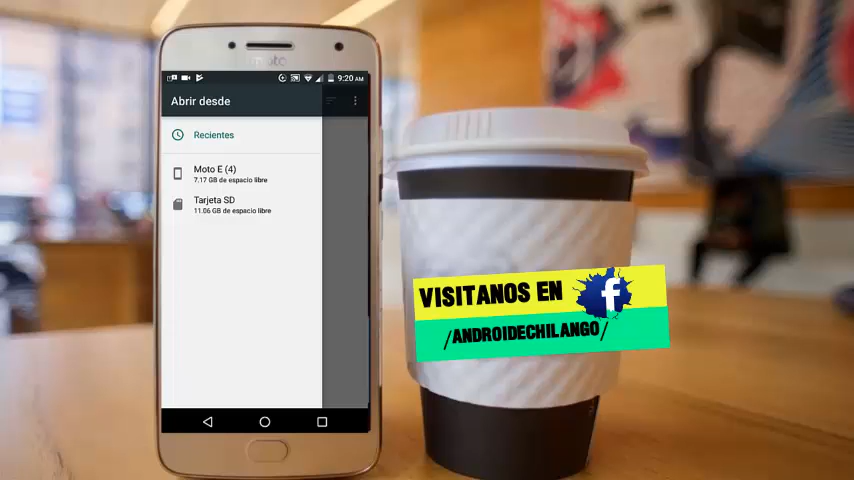 moto
9:20 AM
Abrir desde
Recientes
Moto E (4)
7.17 GB de espacio libre
Tarjeta SD
11.06 GB de espacio libre
VISITANOS EN f
/ANDROIDECHILANGO/